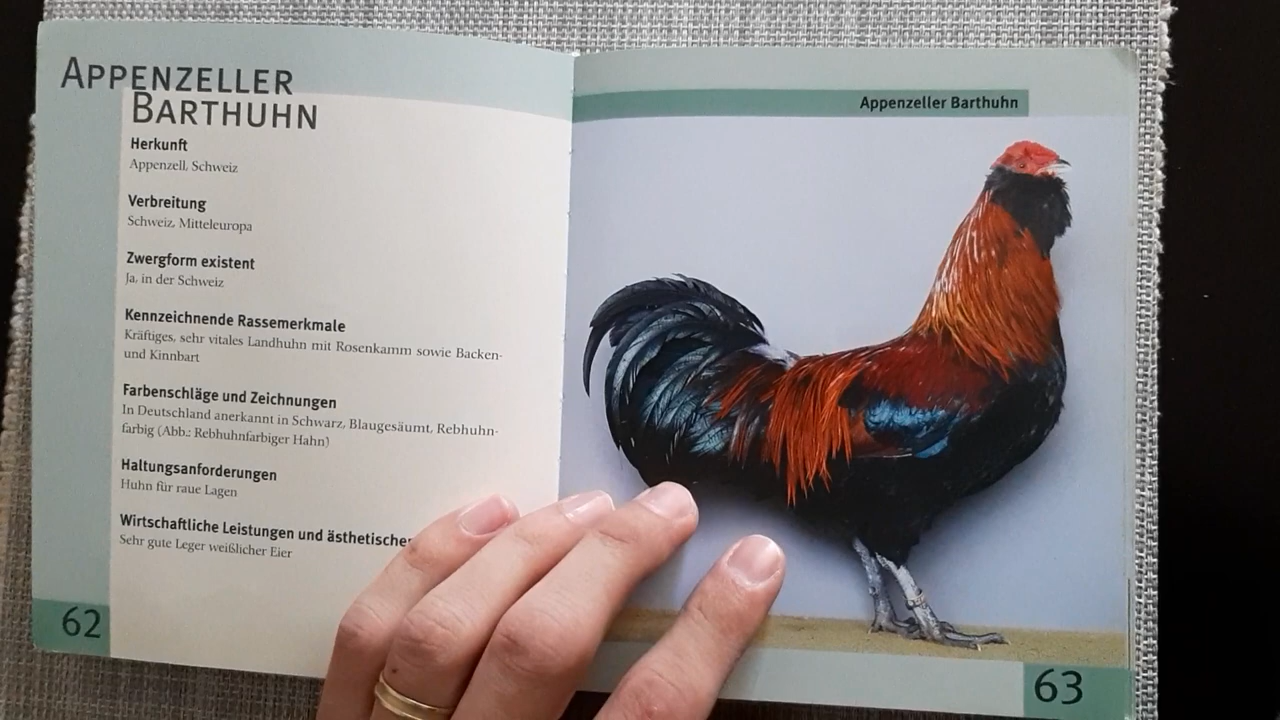 APPENZELLER
BARTHUHN
Herkunft
Appenzell, Schweiz
Verbreitung
Schweiz, Mitteleuropa
Zwergform existent
Ja, in der Schweiz
Kennzeichnende Rassemerkmale
Kräftiges, sehr vitales Landhuhn mit Rosenkamm sowie Backen-
und Kinnbart
Farbenschläge und Zeichnungen
In Deutschland anerkannt in Schwarz, Blaugesäumt, Rebhuhn-
farbig (Abb.: Rebhuhnfarbiger Hahn)
Haltungsanforderungen
Huhn für raue Lagen
Wirtschaftliche Leistungen und ästhetischer
Sehr gute Leger weißlicher Eier
62
Appenzeller Barthuhn
63